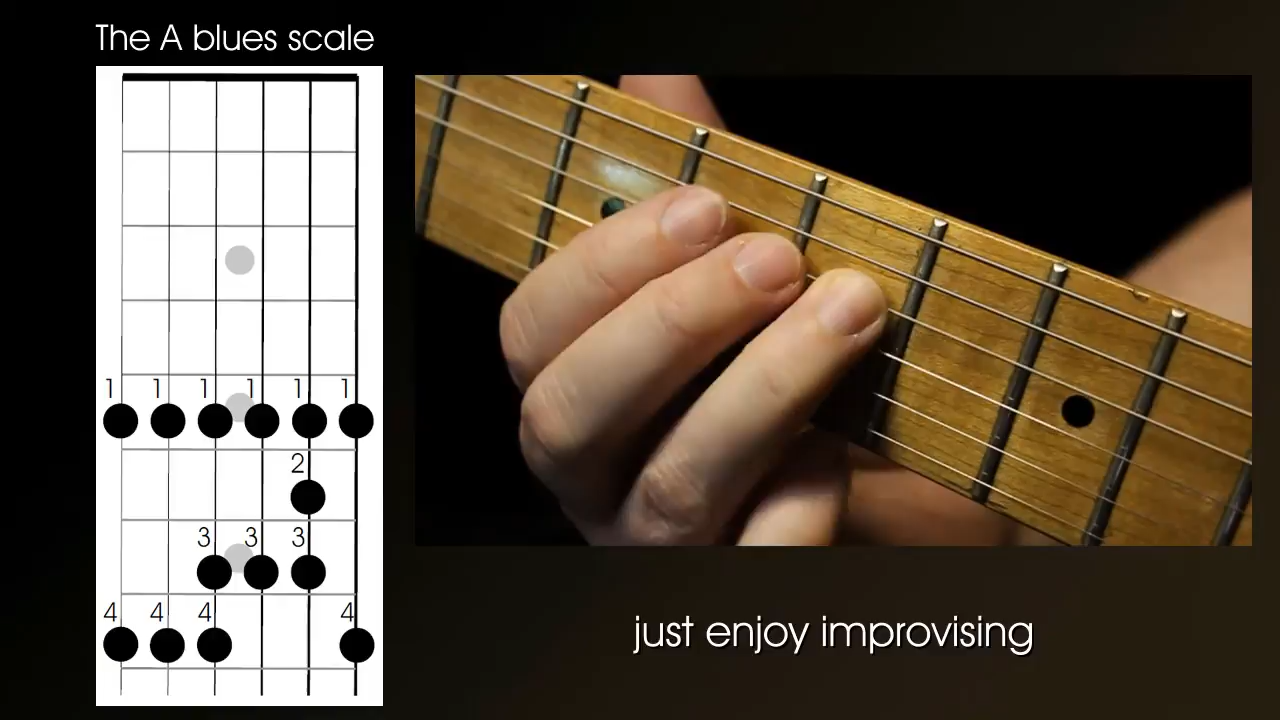 The A blues scale
1 1 1 1 1 1
2
3 3 3
4 4 4 4
just enjoy improvising